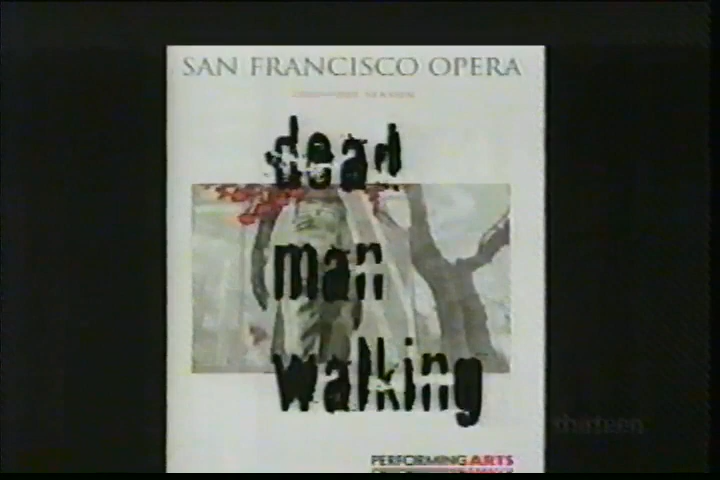 SAN FRANCISCO OPERA
dead
man
walking
thirteen
PERFORMING ARTS